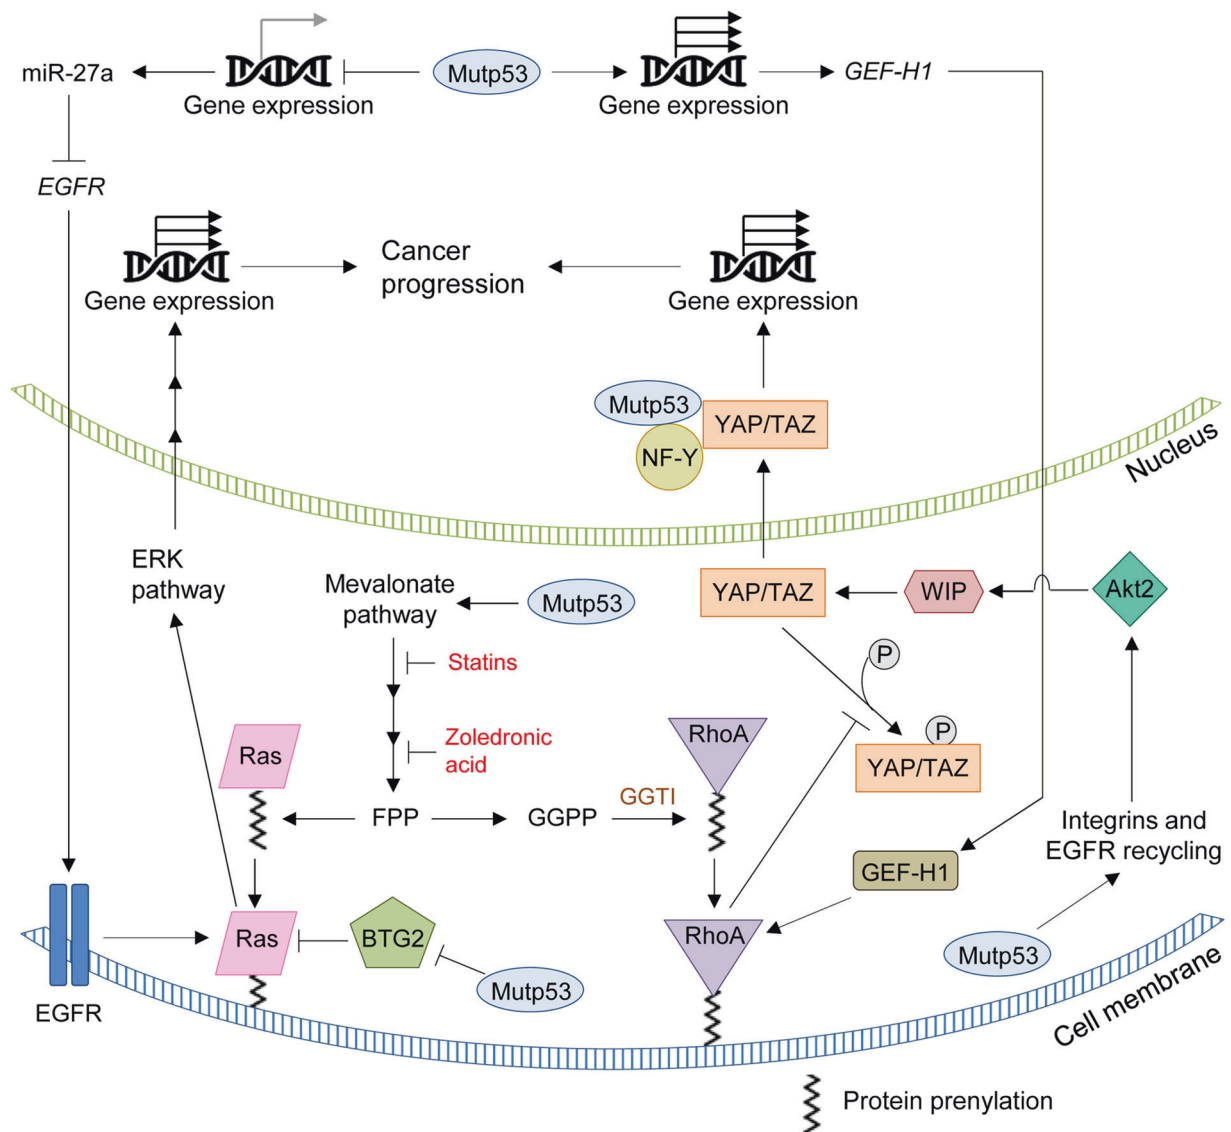 miR-27a
Mutp53
GEF-H1
Gene expression
Gene expression
EGFR
Cancer
progression
Gene expression
Gene expression
Mutp53
YAP/TAZ
NF-Y
Nucleus
ERK
pathway
Mevalonate
pathway
Mutp53
YAP/TAZ
WIP
Akt2
Statins
P
Ras
Zoledronic
acid
RhoA
P
YAP/TAZ
FPP
GGPP
GGTI
Integrins and
EGFR recycling
GEF-H1
Ras
BTG2
RhoA
Mutp53
Mutp53
EGFR
Cell membrane
Protein prenylation